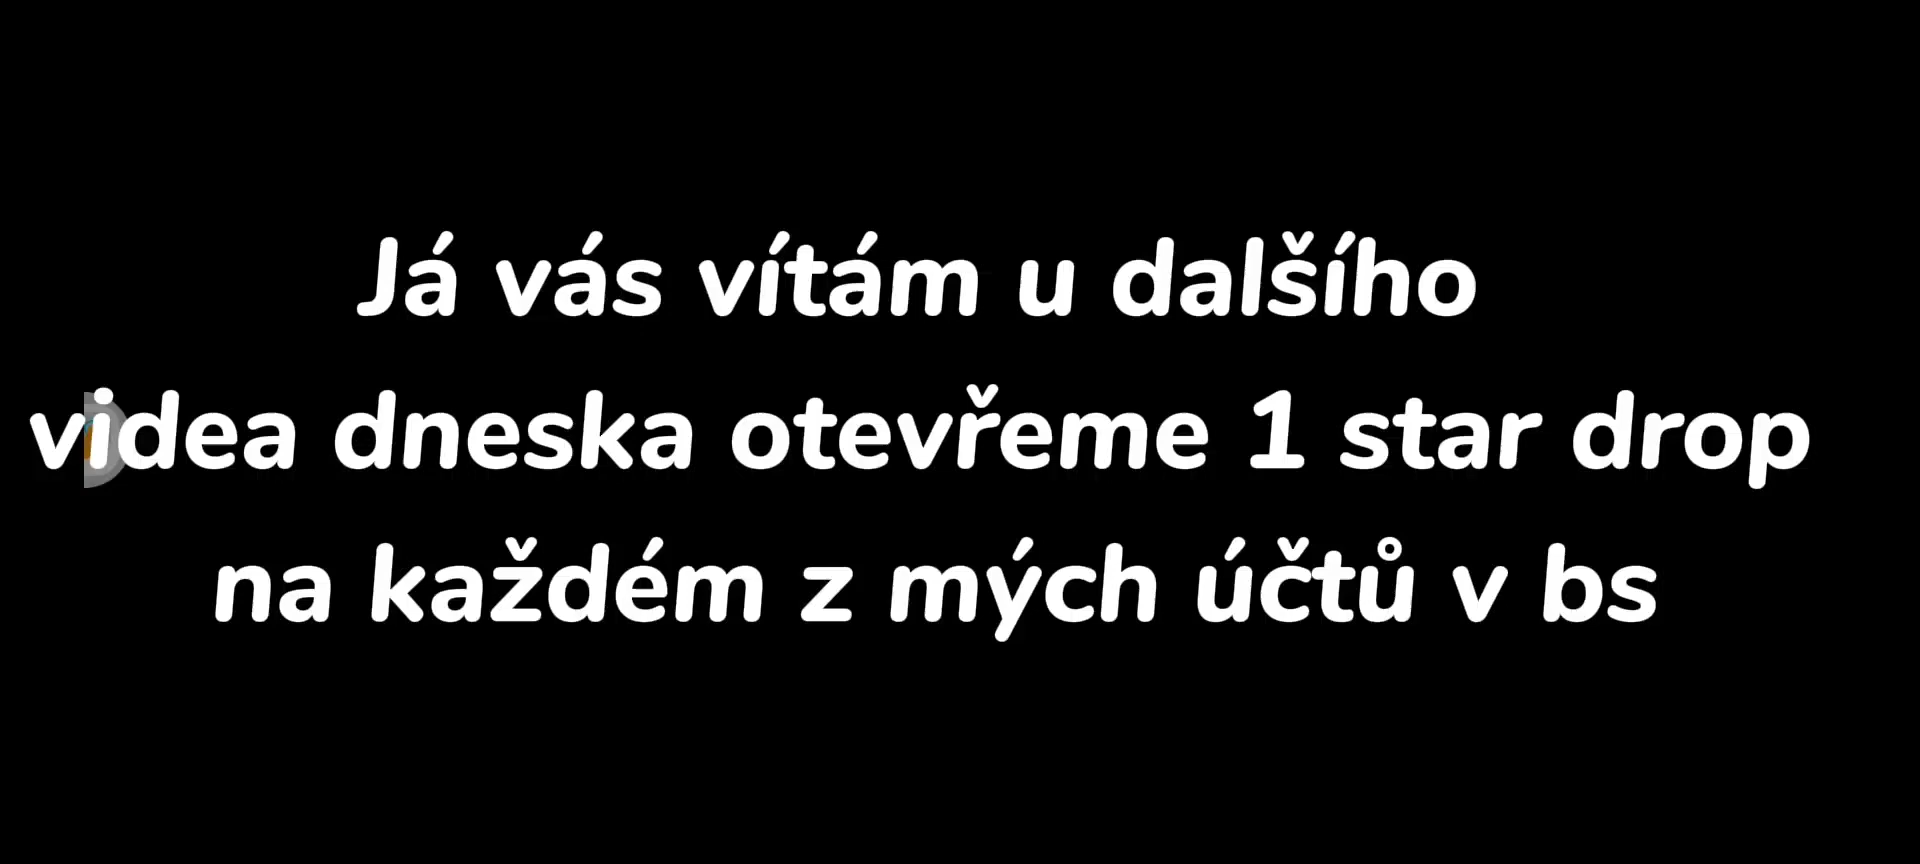 Já vás vítám u dalšího
videa dneska otevřeme 1 star drop
na každém z mých účtů v bs